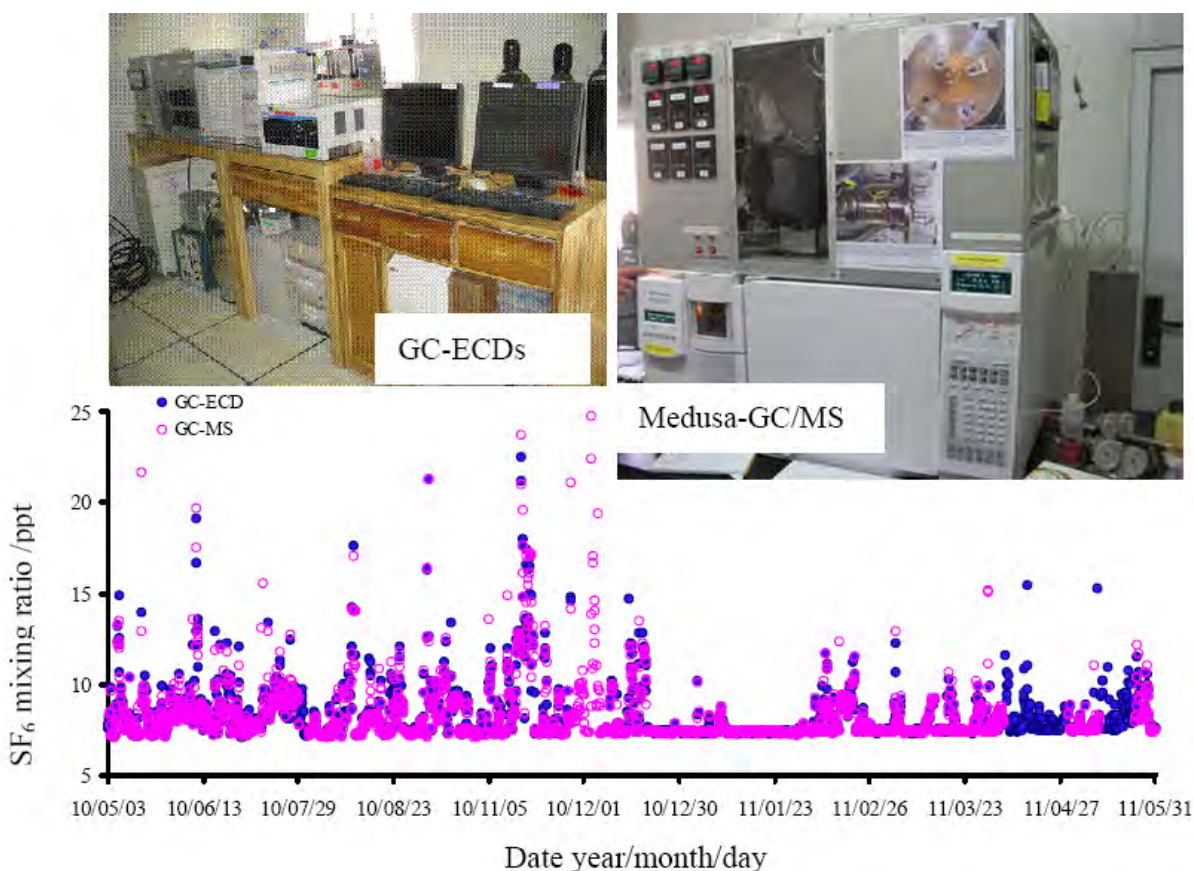 GC-ECDs
Medusa-GC/MS
GC-ECD
GC-MS
SF6 mixing ratio /ppt
25
20
15
10
5
10/05/03 10/06/13 10/07/29 10/08/23 10/11/05 10/12/01 10/12/30 11/01/23 11/02/26 11/03/23 11/04/27 11/05/31
Date year/month/day